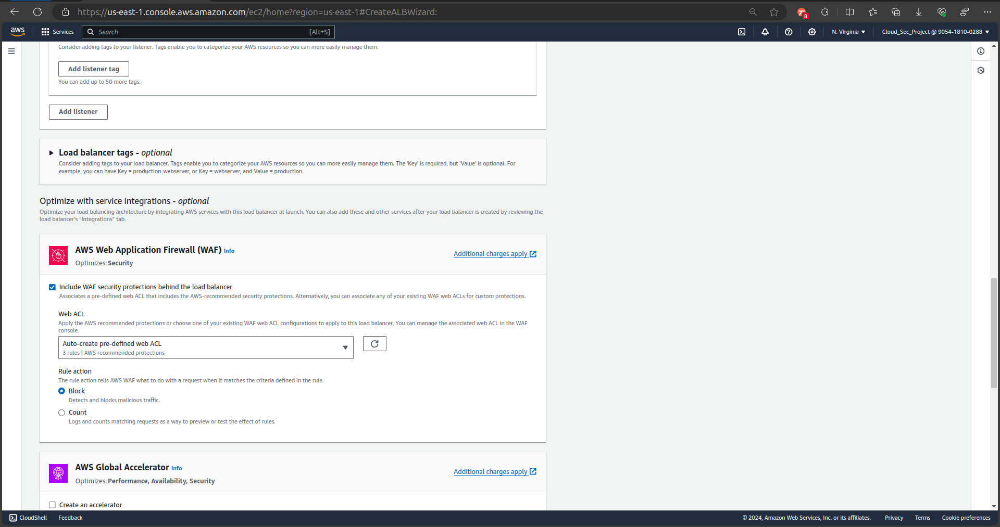 https://us-east-1.console.aws.amazon.com/ec2/home?region=us-east-1#CreateALBWizard:
8
aws
Services
Search
[Alt+S]
N. Virginia
Cloud_Sec_Project @ 9054-1810-0288
Consider adding tags to your listener. Tags enable you to categorize your AWS resources so you can more easily manage them.
Add listener tag
You can add up to 50 more tags.
Add listener
Load balancer tags - optional
Consider adding tags to your load balancer. Tags enable you to categorize your AWS resources so you can more easily manage them. The 'Key' is required, but 'Value' is optional. For
example, you can have Key = production-webserver, or Key = webserver, and Value = production.
Optimize with service integrations - optional
Optimize your load balancing architecture by integrating AWS services with this load balancer at launch. You can also add these and other services after your load balancer is created by reviewing the
load balancer's “Integrations” tab.
AWS Web Application Firewall (WAF) Info
Additional charges apply
Optimizes: Security
Include WAF security protections behind the load balancer
Associates a pre-defined web ACL that includes the AWS-recommended security protections. Alternatively, you can associate any of your existing WAF web ACLs for custom protections.
Web ACL
Apply the AWS recommended protections or choose one of your existing WAF web ACL configurations to apply to this load balancer. You can manage the associated web ACL in the WAF
console.
Auto-create pre-defined web ACL
3 rules | AWS recommended protections
Rule action
The rule action tells AWS WAF what to do with a request when it matches the criteria defined in the rule.
Block
Detects and blocks malicious traffic.
Count
Logs and counts matching requests as a way to preview or test the effect of rules.
AWS Global Accelerator Info
Additional charges apply
Optimizes: Performance, Availability, Security
Create an accelerator
CloudShell
Feedback
© 2024, Amazon Web Services, Inc. or its affiliates.
Privacy
Terms
Cookie preferences